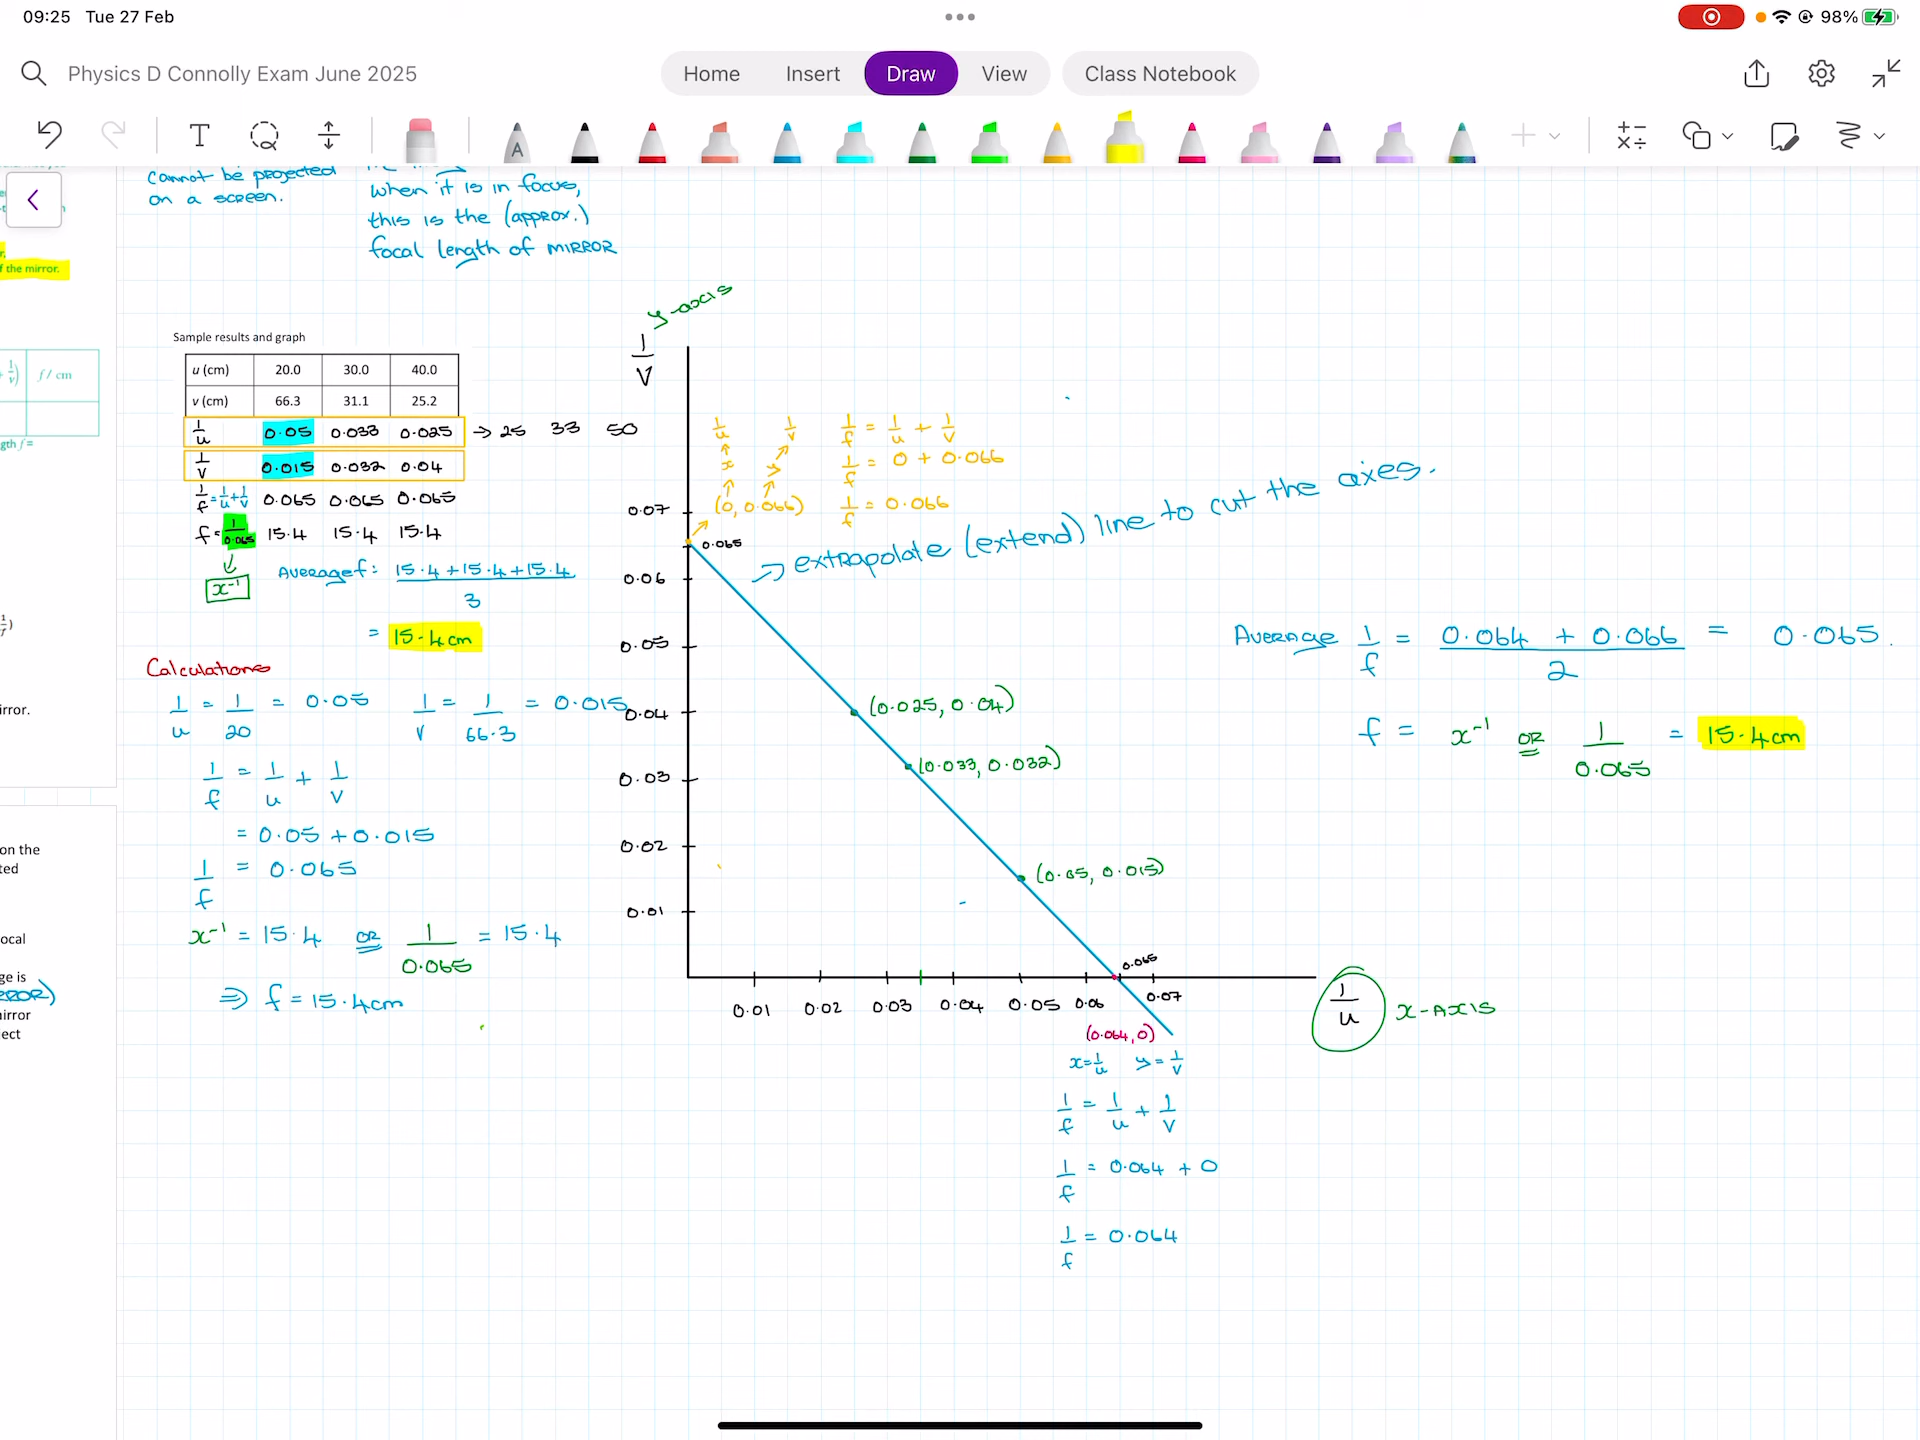 09:25 Tue 27 Feb
98%
Physics D Connolly Exam June 2025
Home Insert Draw View Class Notebook
T
A
cannot be projected
on a screen.
when it is in focus,
this is the (approx.)
focal length of MIRROR
f the mirror.
f / cm
gth f =
irror.
on the
ted
ocal
ge is
irror
ect
Sample results and graph
u (cm) 20.0 30.0 40.0
v (cm) 66.3 31.1 25.2
1/u 0.05 0.033 0.025 → 25 33 50
1/v 0.015 0.032 0.04
1/f = 1/u + 1/v 0.065 0.065 0.065
f = 1/0.065 15.4 15.4 15.4
x⁻¹
Average f = (15.4 + 15.4 + 15.4)/3
= 15.4 cm
Calculations
1/u = 1/20 = 0.05 1/v = 1/66.3 = 0.015
1/f = 1/u + 1/v
= 0.05 + 0.015
1/f = 0.065
x⁻¹ = 15.4 OR 1/0.065 = 15.4
⇒ f = 15.4cm
y-axis
1/V
0.07
0.065
0.06
0.05
0.04
0.03
0.02
0.01
1/u 1/v
x y
(0, 0.066)
1/f = 1/u + 1/v
1/f = 0 + 0.066
1/f = 0.066
→ extrapolate (extend) line to cut the axes.
(0.025, 0.04)
(0.033, 0.032)
(0.05, 0.015)
0.065
0.01 0.02 0.03 0.04 0.05 0.06 0.07
1/u x-AXIS
(0.064, 0)
x = 1/u y = 1/v
1/f = 1/u + 1/v
1/f = 0.064 + 0
1/f = 0.064
Average 1/f = (0.064 + 0.066)/2 = 0.065.
f = x⁻¹ OR 1/0.065 = 15.4cm